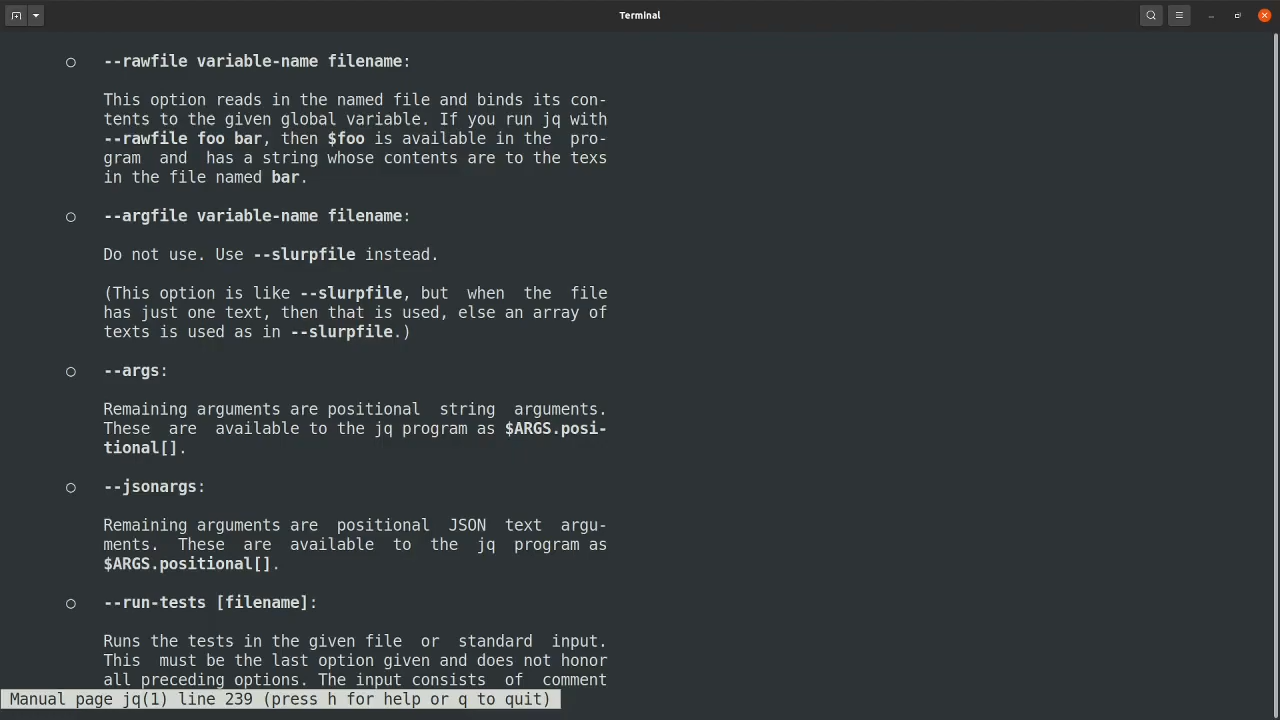 Terminal
○ --rawfile variable-name filename:
This option reads in the named file and binds its con-
tents to the given global variable. If you run jq with
--rawfile foo bar, then $foo is available in the  pro-
gram  and  has a string whose contents are to the texs
in the file named bar.
○ --argfile variable-name filename:
Do not use. Use --slurpfile instead.
(This option is like --slurpfile, but  when  the  file
has just one text, then that is used, else an array of
texts is used as in --slurpfile.)
○ --args:
Remaining arguments are positional  string  arguments.
These  are  available to the jq program as $ARGS.posi-
tional[].
○ --jsonargs:
Remaining arguments are  positional  JSON  text  argu-
ments.  These  are  available  to  the  jq  program as
$ARGS.positional[].
○ --run-tests [filename]:
Runs the tests in the given file  or  standard  input.
This  must be the last option given and does not honor
all preceding options. The input consists  of  comment
Manual page jq(1) line 239 (press h for help or q to quit)